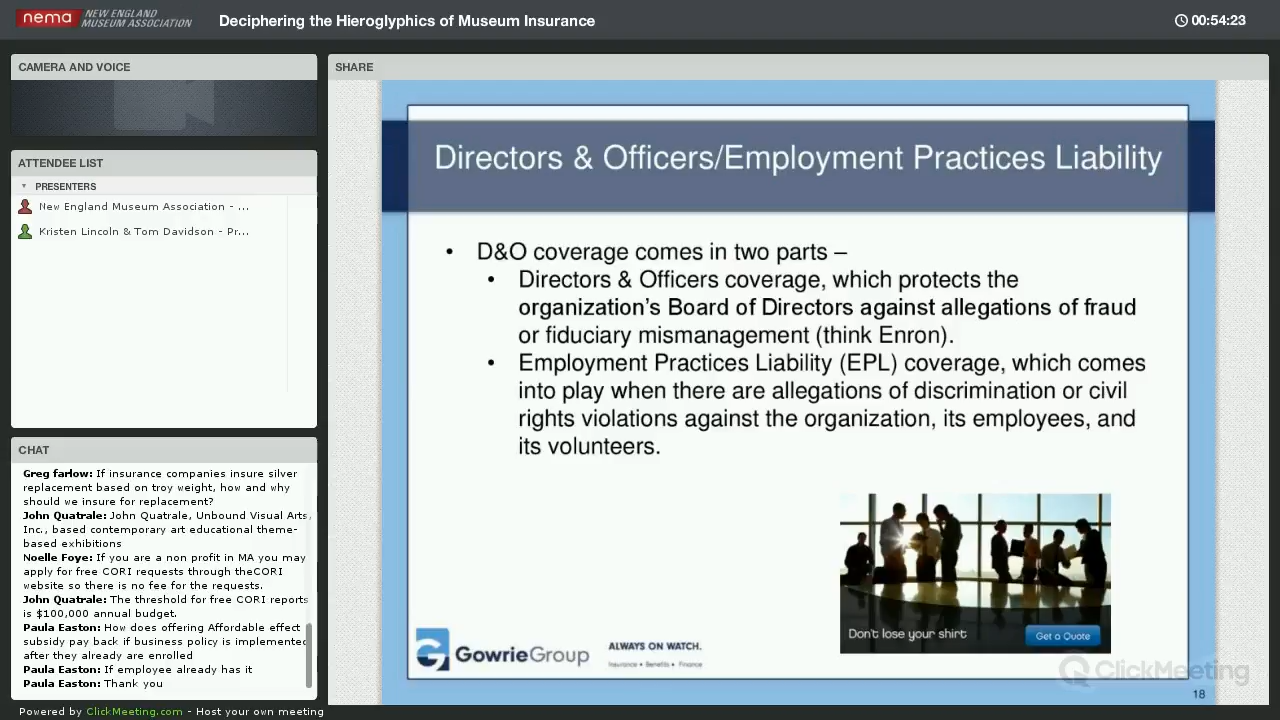 nema NEW ENGLAND
MUSEUM ASSOCIATION
Deciphering the Hieroglyphics of Museum Insurance
00:54:23
CAMERA AND VOICE
ATTENDEE LIST
PRESENTERS
New England Museum Association - ...
Kristen Lincoln & Tom Davidson - Pr...
CHAT
Greg farlow: If insurance companies insure silver
replacement based on troy weight, how and why
should we insure for replacement?
John Quatrale: John Quatrale, Unbound Visual Arts,
Inc., based contemporary art educational theme-
based exhibitions
Noelle Foye: If you are a non profit in MA you may
apply for free CORI requests through theCORI
website so there is no fee for the requests.
John Quatrale: The threshold for free CORI reports
is $100,000 annual budget.
Paula Easton: How does offering Affordable effect
subsidy pay back if business policy is implemented
after they already are enrolled
Paula Easton: If employee already has it
Paula Easton: Thank you
Powered by ClickMeeting.com - Host your own meeting
SHARE
Directors & Officers/Employment Practices Liability
• D&O coverage comes in two parts –
• Directors & Officers coverage, which protects the
organization's Board of Directors against allegations of fraud
or fiduciary mismanagement (think Enron).
• Employment Practices Liability (EPL) coverage, which comes
into play when there are allegations of discrimination or civil
rights violations against the organization, its employees, and
its volunteers.
Don't lose your shirt
Get a Quote
GowrieGroup
ALWAYS ON WATCH.
Insurance • Benefits • Finance
ClickMeeting
18